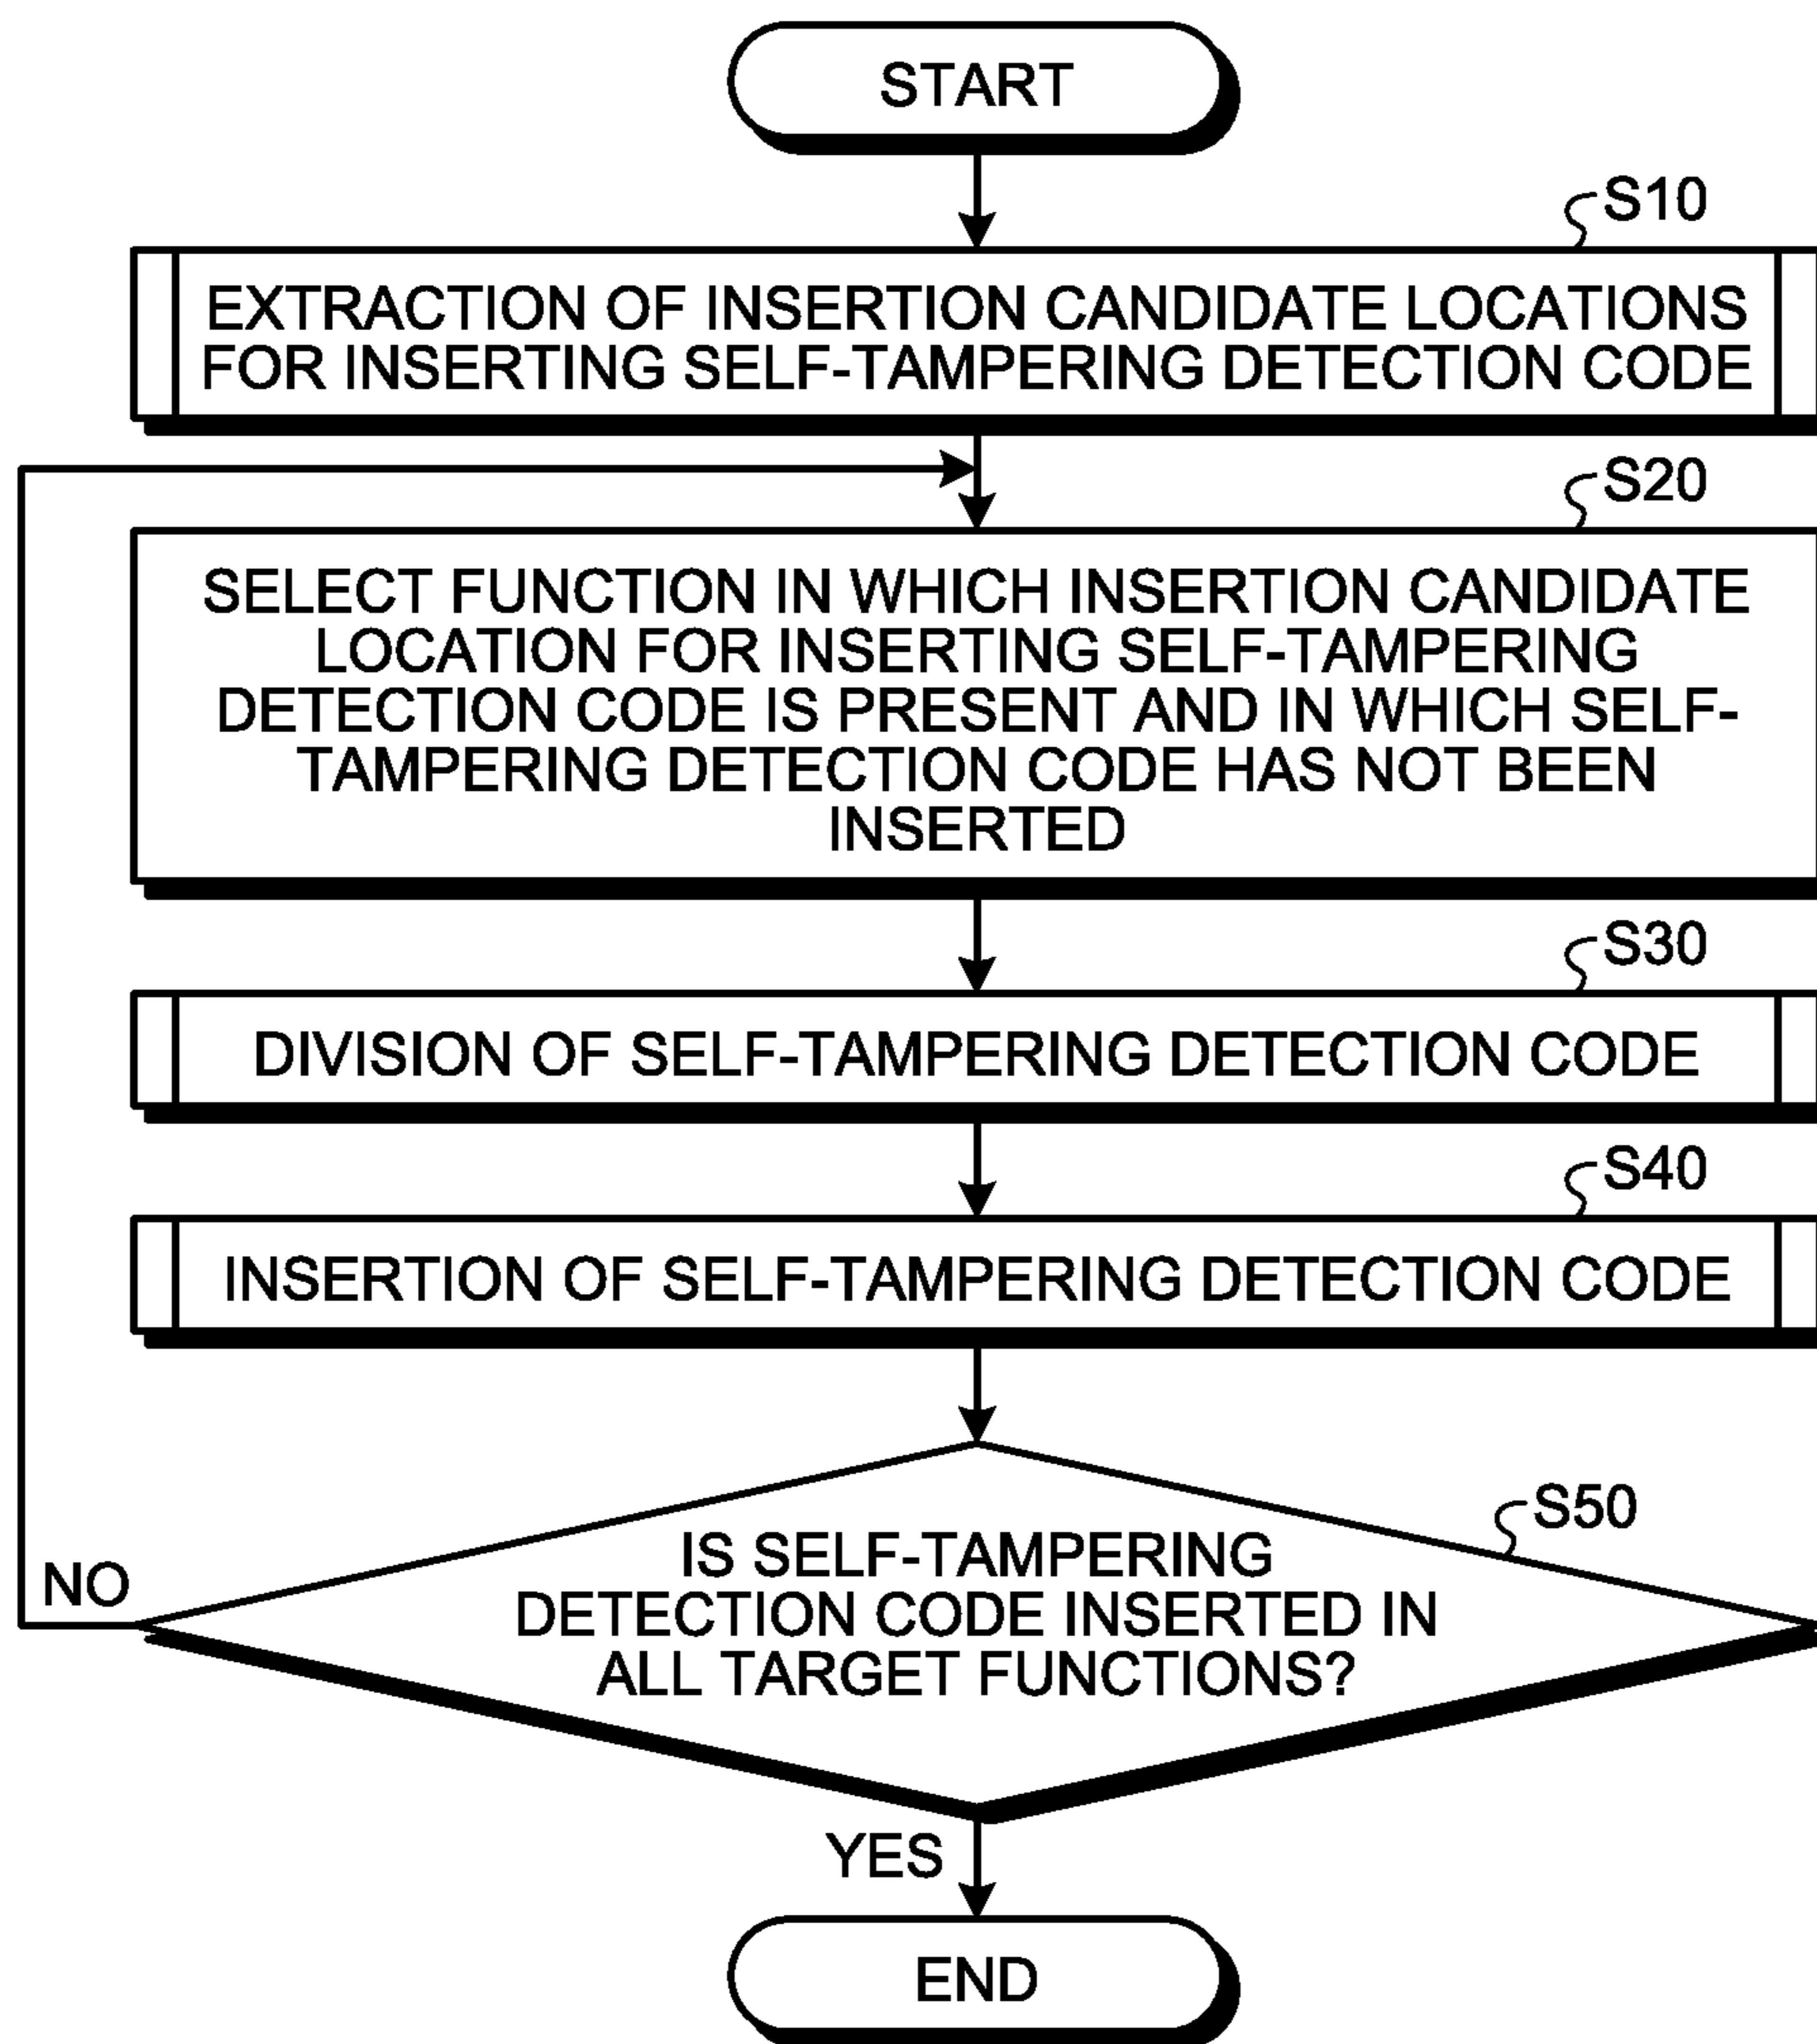 START
S10
EXTRACTION OF INSERTION CANDIDATE LOCATIONS
FOR INSERTING SELF-TAMPERING DETECTION CODE
S20
SELECT FUNCTION IN WHICH INSERTION CANDIDATE
LOCATION FOR INSERTING SELF-TAMPERING
DETECTION CODE IS PRESENT AND IN WHICH SELF-
TAMPERING DETECTION CODE HAS NOT BEEN
INSERTED
S30
DIVISION OF SELF-TAMPERING DETECTION CODE
S40
INSERTION OF SELF-TAMPERING DETECTION CODE
S50
IS SELF-TAMPERING
DETECTION CODE INSERTED IN
ALL TARGET FUNCTIONS?
NO
YES
END